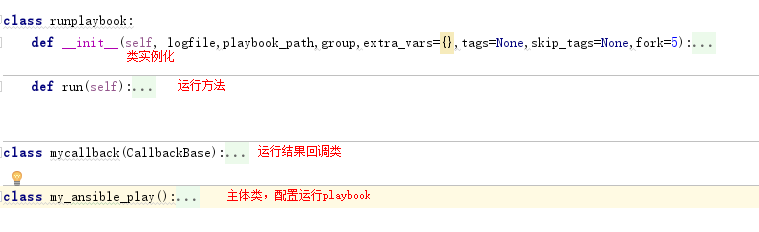 class runplaybook:
def __init__(self, logfile,playbook_path,group,extra_vars={},tags=None,skip_tags=None,fork=5):...
类实例化
def run(self):... 运行方法
class mycallback(CallbackBase):... 运行结果回调类
class my_ansible_play():... 主体类，配置运行playbook